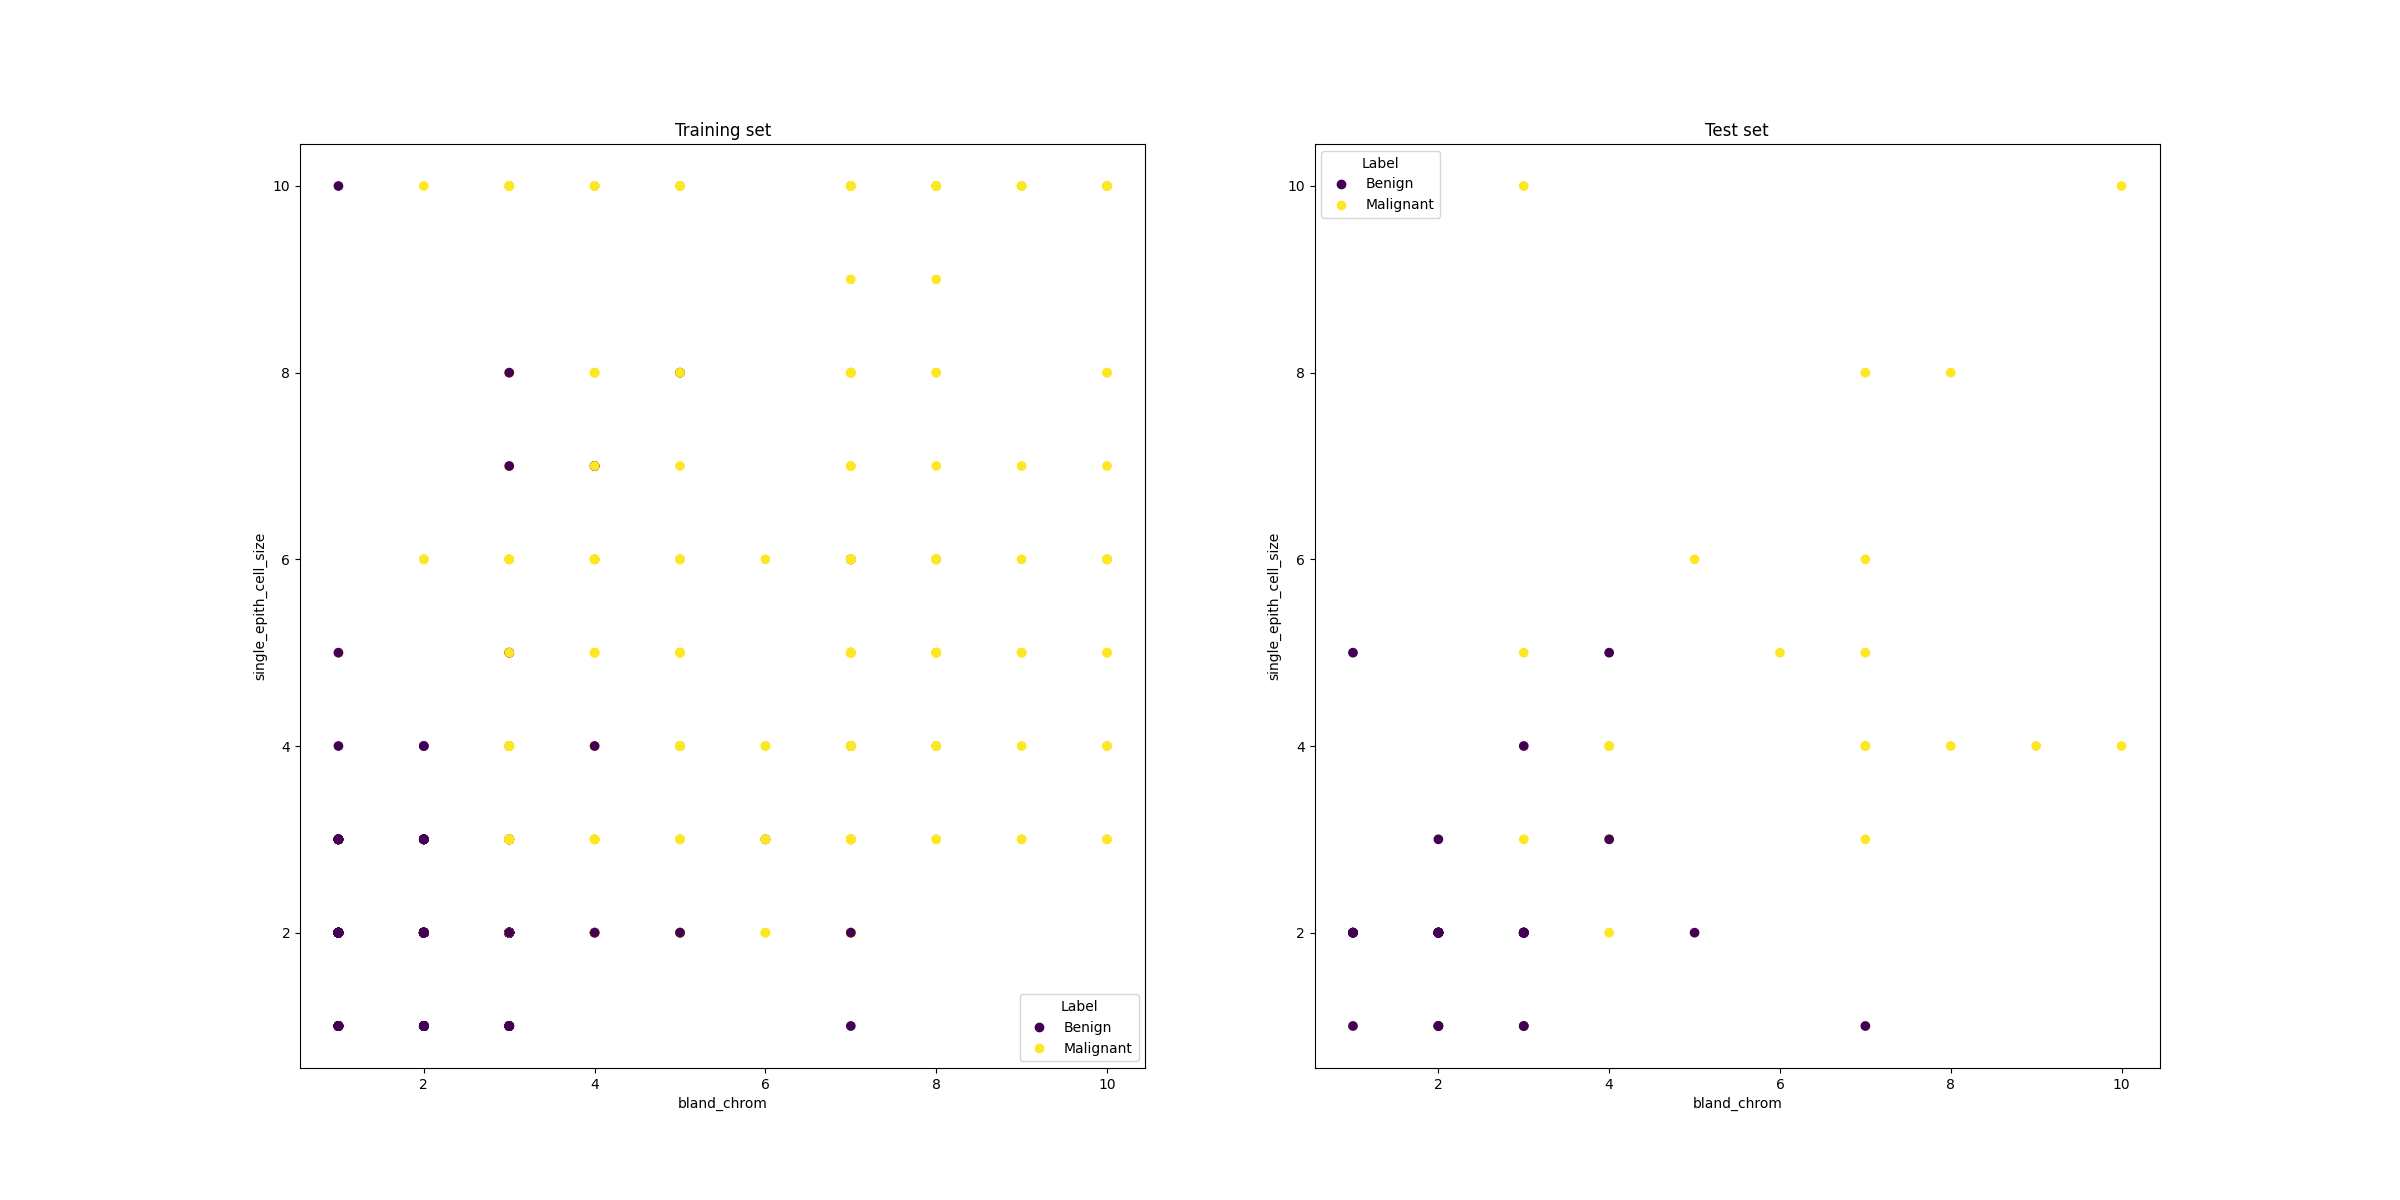 Training set
10
8
6
4
2
single_epith_cell_size
2
4
6
8
10
bland_chrom
Label
Benign
Malignant
Test set
Label
Benign
Malignant
10
8
6
4
2
single_epith_cell_size
2
4
6
8
10
bland_chrom